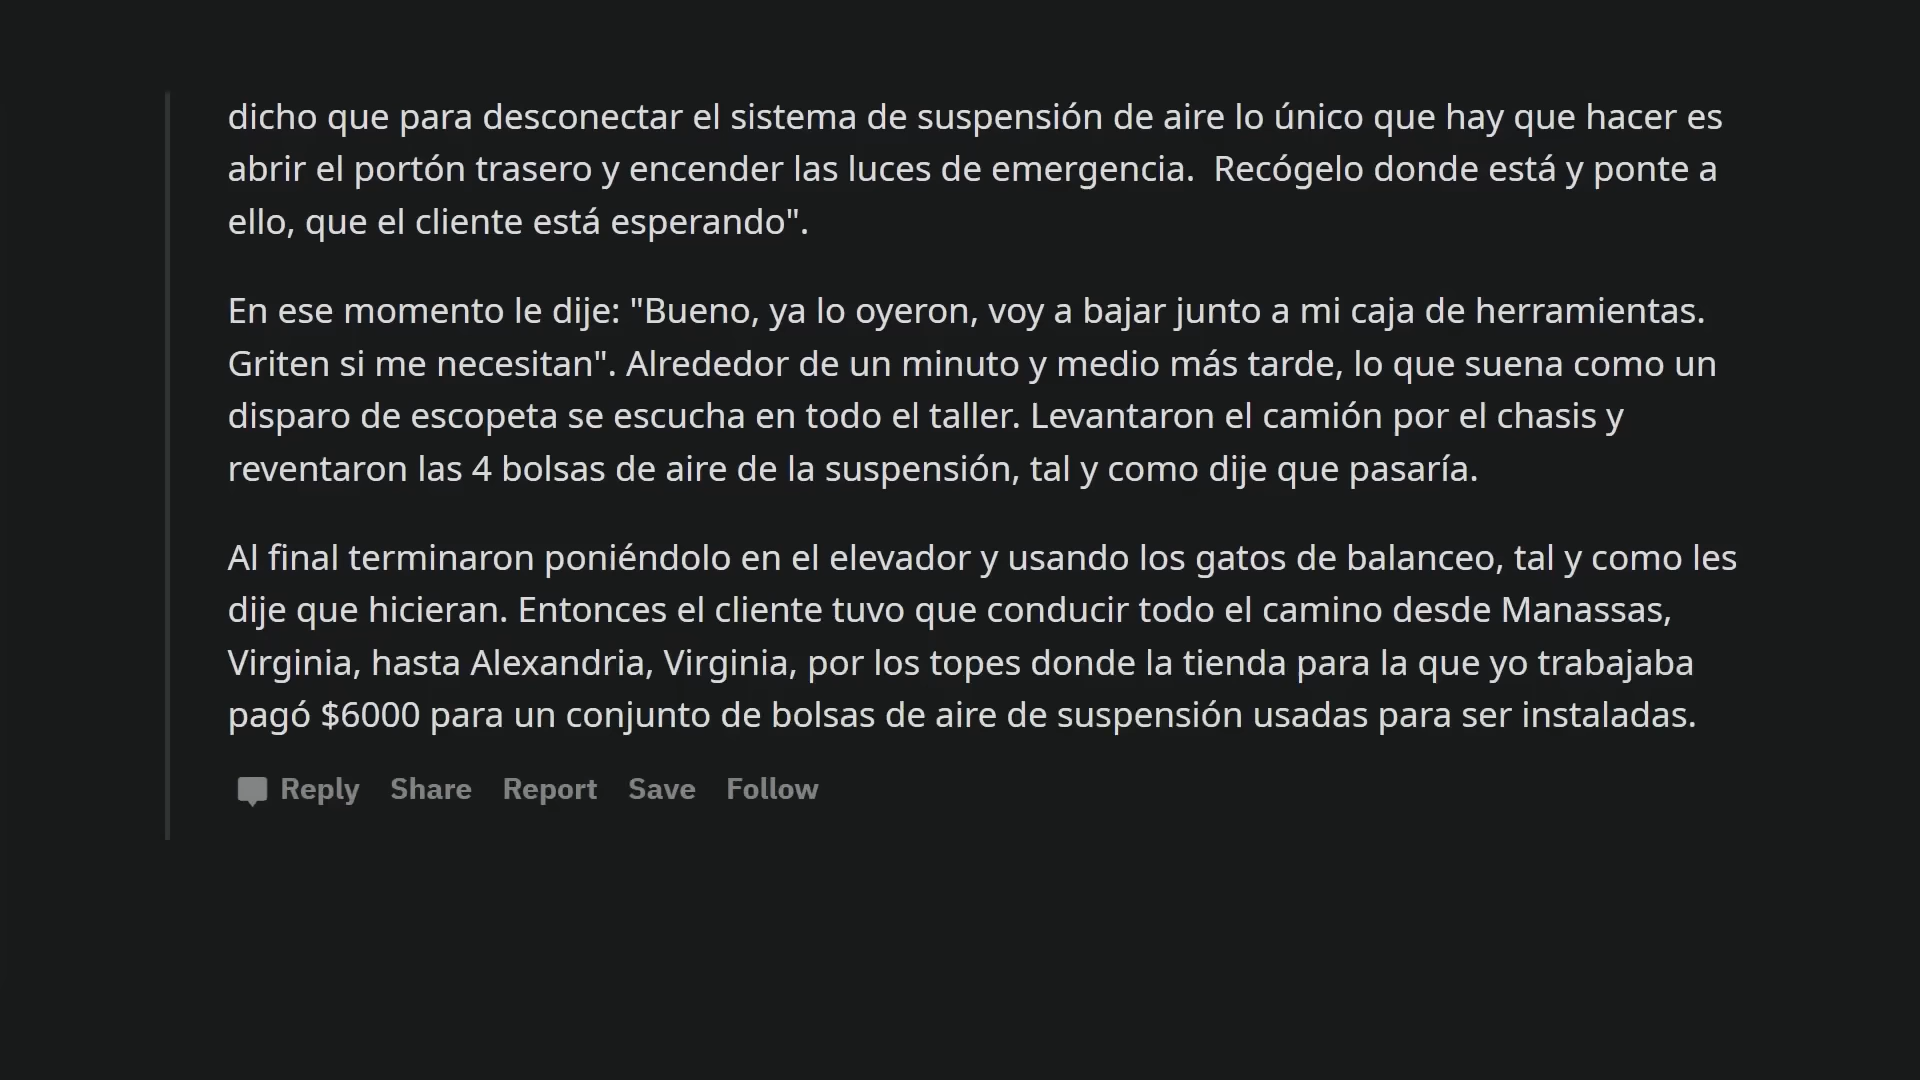 dicho que para desconectar el sistema de suspensión de aire lo único que hay que hacer es
abrir el portón trasero y encender las luces de emergencia.  Recógelo donde está y ponte a
ello, que el cliente está esperando".
En ese momento le dije: "Bueno, ya lo oyeron, voy a bajar junto a mi caja de herramientas.
Griten si me necesitan". Alrededor de un minuto y medio más tarde, lo que suena como un
disparo de escopeta se escucha en todo el taller. Levantaron el camión por el chasis y
reventaron las 4 bolsas de aire de la suspensión, tal y como dije que pasaría.
Al final terminaron poniéndolo en el elevador y usando los gatos de balanceo, tal y como les
dije que hicieran. Entonces el cliente tuvo que conducir todo el camino desde Manassas,
Virginia, hasta Alexandria, Virginia, por los topes donde la tienda para la que yo trabajaba
pagó $6000 para un conjunto de bolsas de aire de suspensión usadas para ser instaladas.
Reply Share Report Save Follow